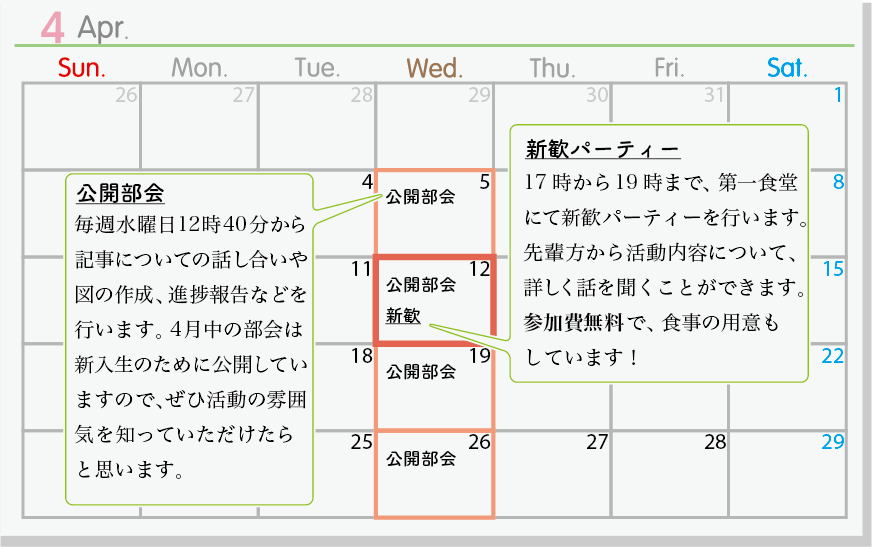 4 Apr.
Sun. Mon. Tue. Wed. Thu. Fri. Sat.
26 27 28 29 30 31 1
4 5 8
公開部会
11 12 15
公開部会
新歓
18 19 22
公開部会
25 26 27 28 29
公開部会
公開部会
毎週水曜日12時40分から
記事についての話し合いや
図の作成、進捗報告などを
行います。4月中の部会は
新入生のために公開してい
ますので、ぜひ活動の雰囲
気を知っていただけたら
と思います。
新歓パーティー
17時から19時まで、第一食堂
にて新歓パーティーを行います。
先輩方から活動内容について、
詳しく話を聞くことができます。
参加費無料で、食事の用意も
しています！